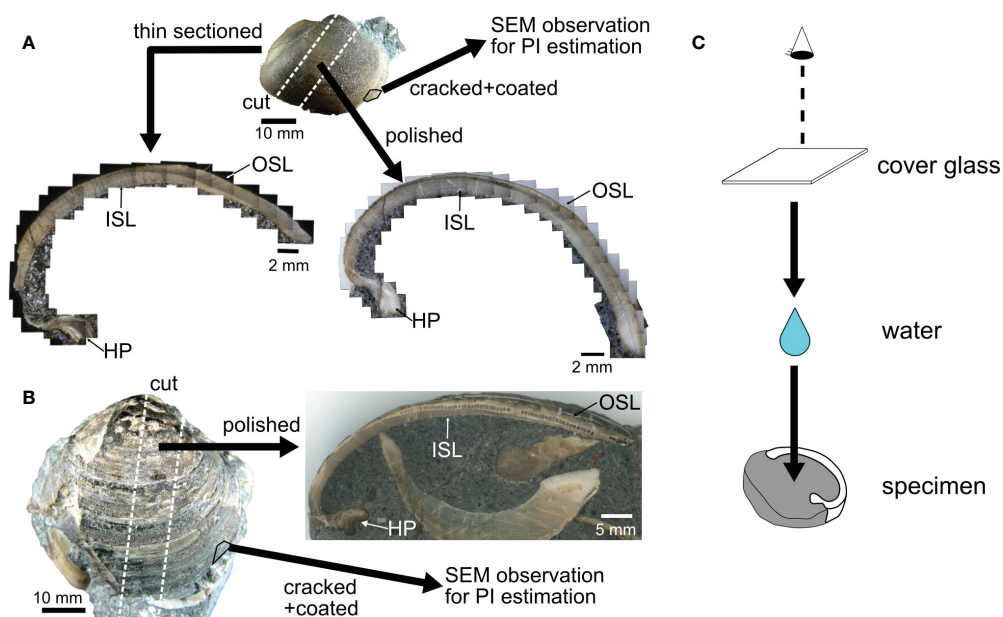 A
thin sectioned
SEM observation
for PI estimation
cracked+coated
cut
10 mm
polished
OSL
ISL
2 mm
HP
OSL
ISL
HP
2 mm
B
cut
polished
OSL
ISL
HP
5 mm
10 mm
cracked
+coated
SEM observation
for PI estimation
C
cover glass
water
specimen